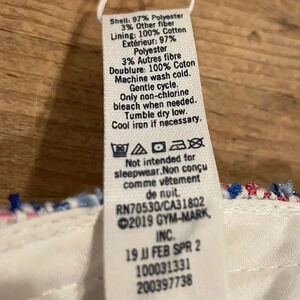 Shell: 97% Polyester
3% Other fiber
Lining: 100% Cotton
Extérieur: 97%
Polyester
3% Autres fibre
Doublure: 100% Coton
Machine wash cold.
Gentle cycle.
Only non-chlorine
bleach when needed.
Tumble dry low.
Cool iron if necessary.
Not intended for
sleepwear.Non conçu
comme vêtement
de nuit.
RN70530/CA31802
©2019 GYM-MARK,
INC.
19 JJ FEB SPR 2
100031331
200397738